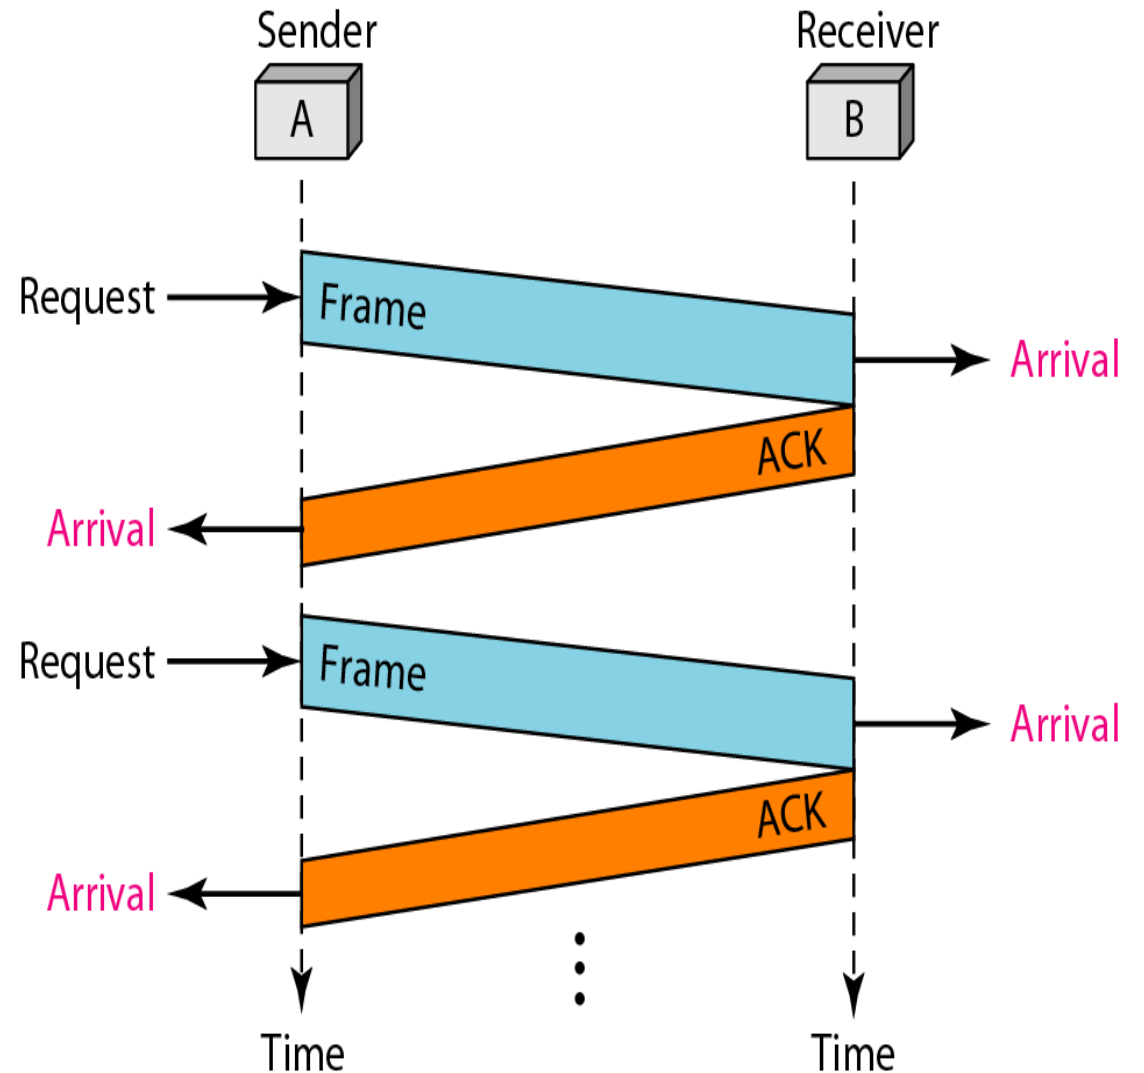 Sender
Receiver
A
B
Request
Frame
Arrival
ACK
Arrival
Request
Frame
Arrival
ACK
Arrival
Time
Time